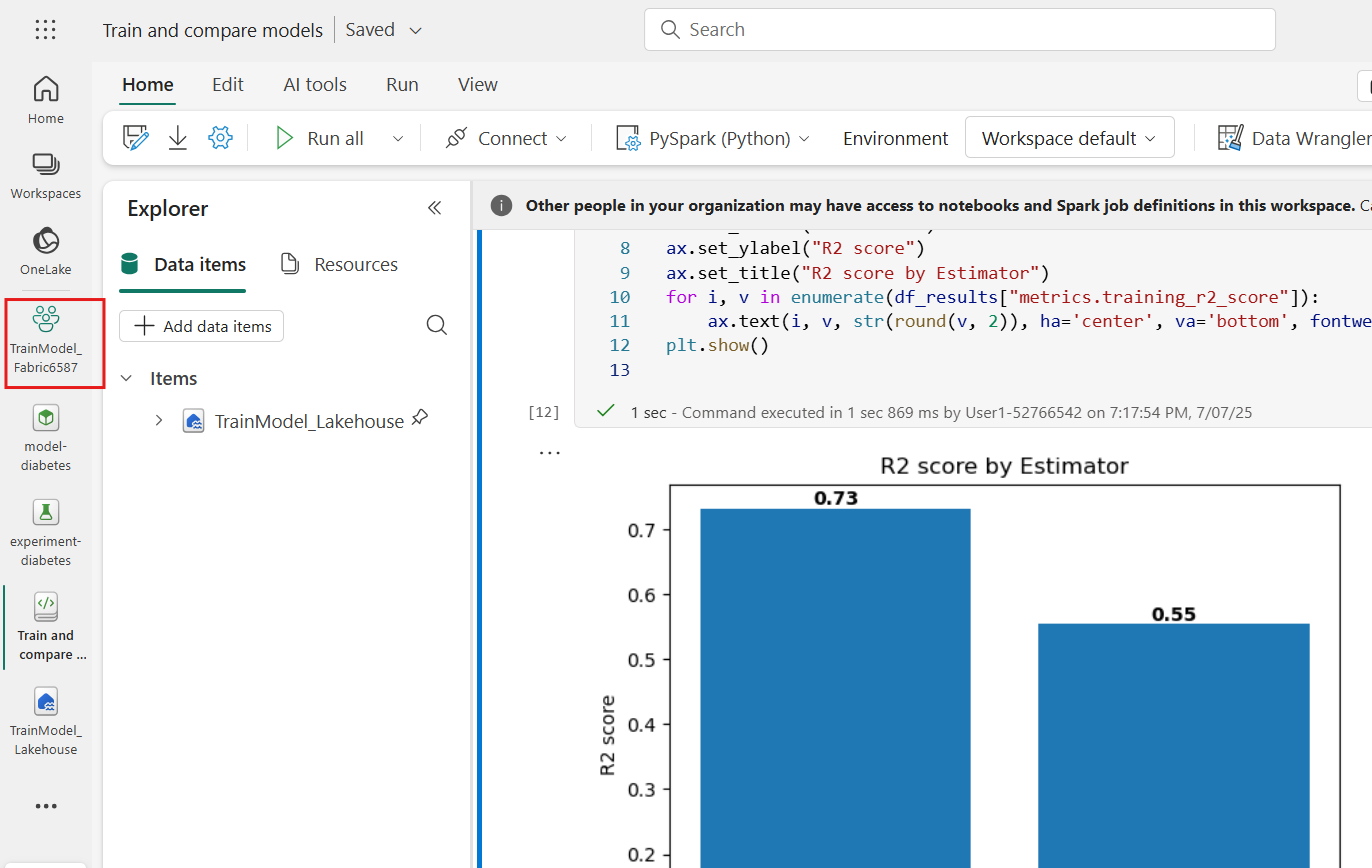 Train and compare models
Saved
Search
Home
Workspaces
OneLake
TrainModel_
Fabric6587
model-
diabetes
experiment-
diabetes
Train and
compare ...
TrainModel_
Lakehouse
Home Edit AI tools Run View
Run all Connect PySpark (Python) Environment Workspace default Data Wrangler
Explorer
Data items Resources
Add data items
Items
TrainModel_Lakehouse
Other people in your organization may have access to notebooks and Spark job definitions in this workspace.
8 ax.set_ylabel("R2 score")
9 ax.set_title("R2 score by Estimator")
10 for i, v in enumerate(df_results["metrics.training_r2_score"]):
11 ax.text(i, v, str(round(v, 2)), ha='center', va='bottom', fontwe
12 plt.show()
13
[12] 1 sec - Command executed in 1 sec 869 ms by User1-52766542 on 7:17:54 PM, 7/07/25
...
R2 score by Estimator
0.73
0.7
0.6
0.55
0.5
0.4
0.3
0.2
R2 score